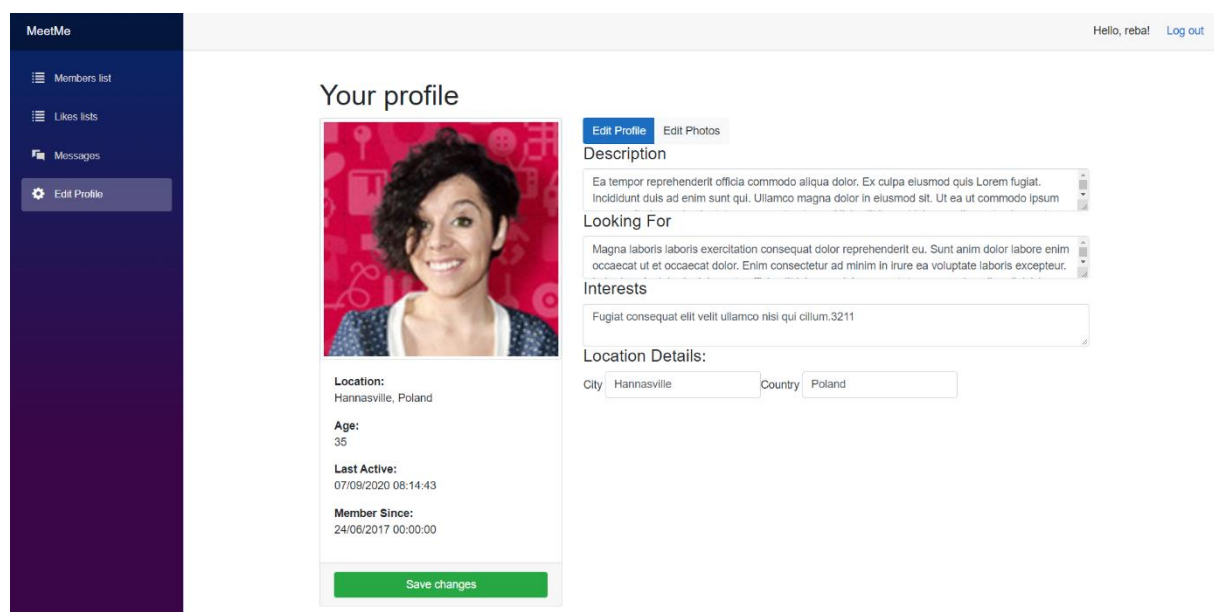 MeetMe
Hello, reba! Log out
Members list
Likes lists
Messages
Edit Profile
Your profile
Location:
Hannasville, Poland
Age:
35
Last Active:
07/09/2020 08:14:43
Member Since:
24/06/2017 00:00:00
Save changes
Edit Profile Edit Photos
Description
Ea tempor reprehenderit officia commodo aliqua dolor. Ex culpa eiusmod quis Lorem fugiat.
Incididunt duis ad enim sunt qui. Ullamco magna dolor in eiusmod sit. Ut ea ut commodo ipsum
Looking For
Magna laboris laboris exercitation consequat dolor reprehenderit eu. Sunt anim dolor labore enim
occaecat ut et occaecat dolor. Enim consectetur ad minim in irure ea voluptate laboris excepteur.
Interests
Fugiat consequat elit velit ullamco nisi qui cillum.3211
Location Details:
City Hannasville Country Poland